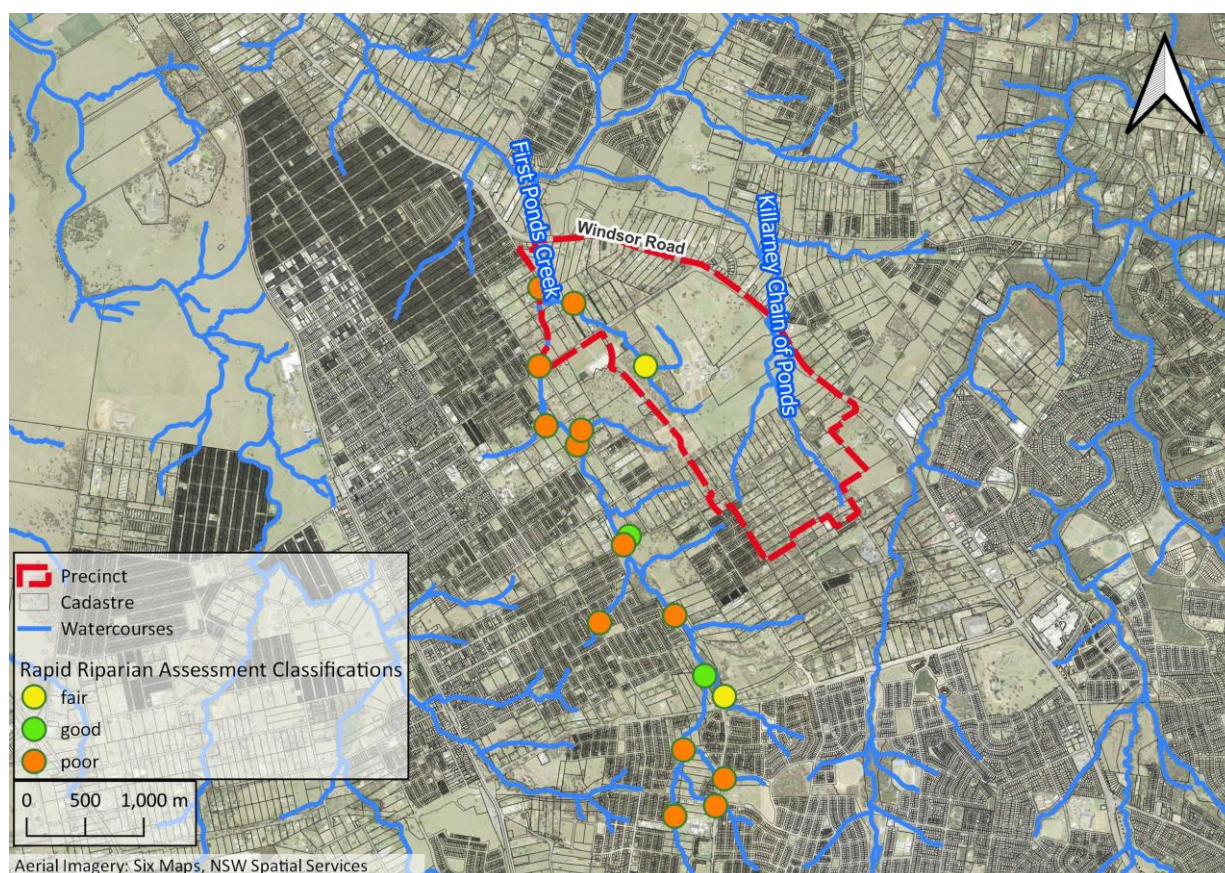 First Ponds Creek
Windsor Road
Killarney Chain of Ponds
Precinct
Cadastre
Watercourses
Rapid Riparian Assessment Classifications
fair
good
poor
0 500 1,000 m
Aerial Imagery: Six Maps, NSW Spatial Services